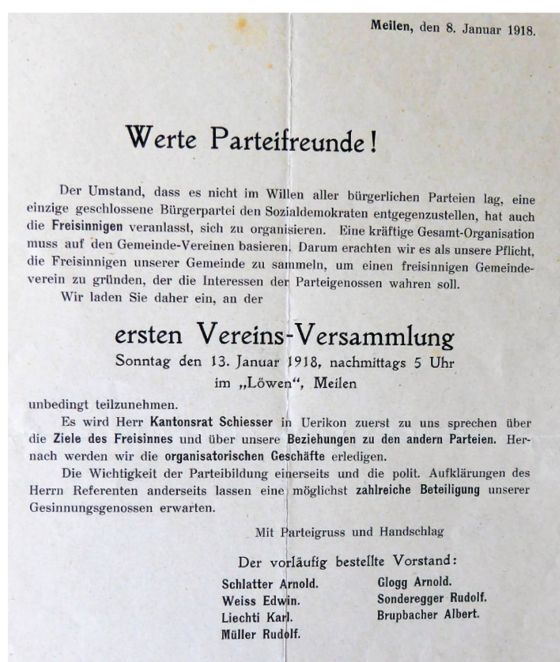 Meilen, den 8. Januar 1918.
Werte Parteifreunde!
Der Umstand, dass es nicht im Willen aller bürgerlichen Parteien lag, eine
einzige geschlossene Bürgerpartei den Sozialdemokraten entgegenzustellen, hat auch
die Freisinnigen veranlasst, sich zu organisieren. Eine kräftige Gesamt-Organisation
muss auf den Gemeinde-Vereinen basieren. Darum erachten wir es als unsere Pflicht,
die Freisinnigen unserer Gemeinde zu sammeln, um einen freisinnigen Gemeinde-
verein zu gründen, der die Interessen der Parteigenossen wahren soll.
Wir laden Sie daher ein, an der
ersten Vereins-Versammlung
Sonntag den 13. Januar 1918, nachmittags 5 Uhr
im „Löwen“, Meilen
unbedingt teilzunehmen.
Es wird Herr Kantonsrat Schiesser in Uerikon zuerst zu uns sprechen über
die Ziele des Freisinnes und über unsere Beziehungen zu den andern Parteien. Her-
nach werden wir die organisatorischen Geschäfte erledigen.
Die Wichtigkeit der Parteibildung einerseits und die polit. Aufklärungen des
Herrn Referenten anderseits lassen eine möglichst zahlreiche Beteiligung unserer
Gesinnungsgenossen erwarten.
Mit Parteigruss und Handschlag
Der vorläufig bestellte Vorstand:
Schlatter Arnold. Glogg Arnold.
Weiss Edwin. Sonderegger Rudolf.
Liechti Karl. Brupbacher Albert.
Müller Rudolf.